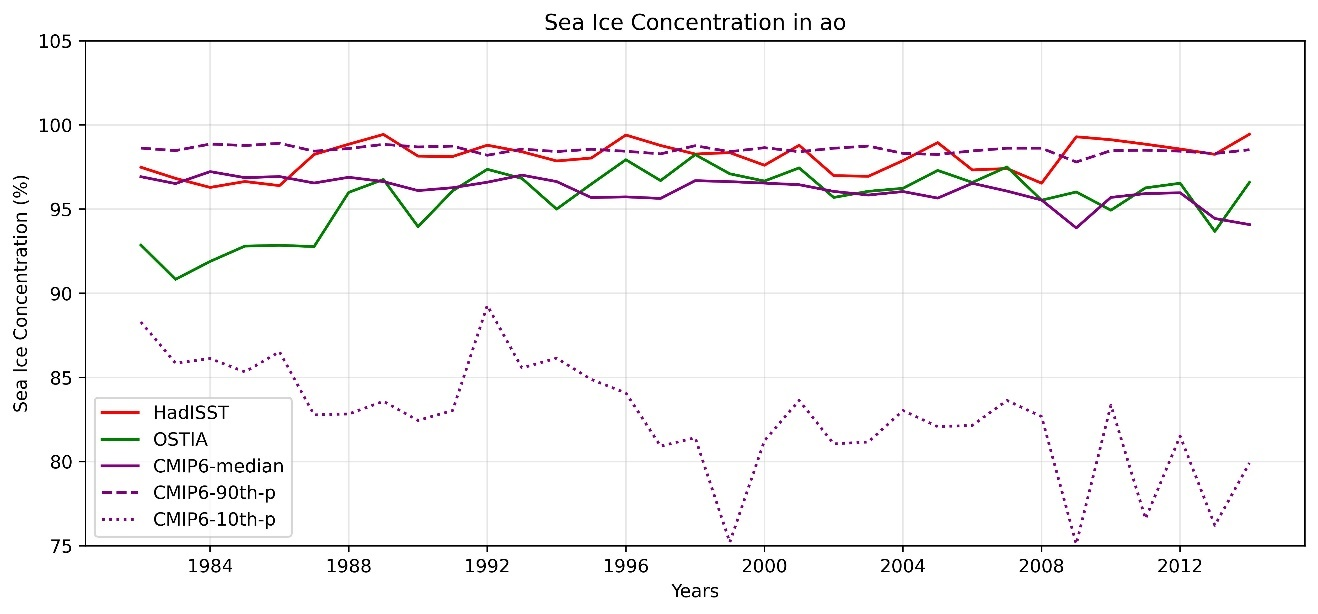 Sea Ice Concentration in ao
105
100
95
90
85
80
75
Sea Ice Concentration (%)
HadISST
OSTIA
CMIP6-median
CMIP6-90th-p
CMIP6-10th-p
1984 1988 1992 1996 2000 2004 2008 2012
Years